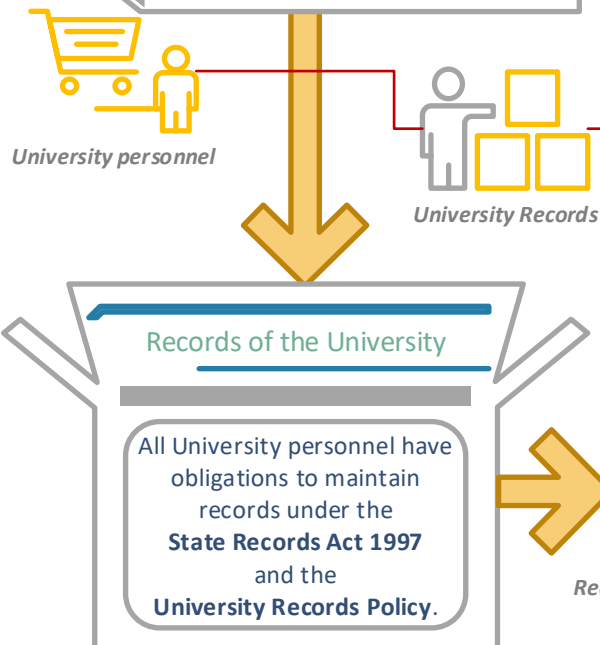 University personnel
University Records
Records of the University
All University personnel have
obligations to maintain
records under the
State Records Act 1997
and the
University Records Policy.